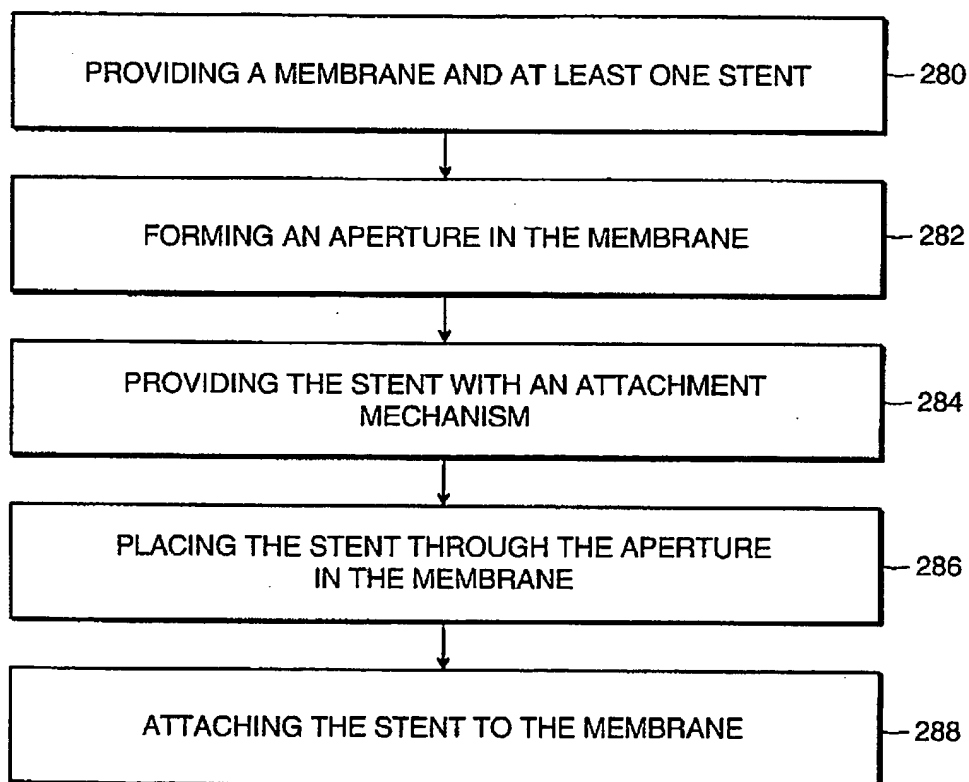 PROVIDING A MEMBRANE AND AT LEAST ONE STENT
280
FORMING AN APERTURE IN THE MEMBRANE
282
PROVIDING THE STENT WITH AN ATTACHMENT
MECHANISM
284
PLACING THE STENT THROUGH THE APERTURE
IN THE MEMBRANE
286
ATTACHING THE STENT TO THE MEMBRANE
288